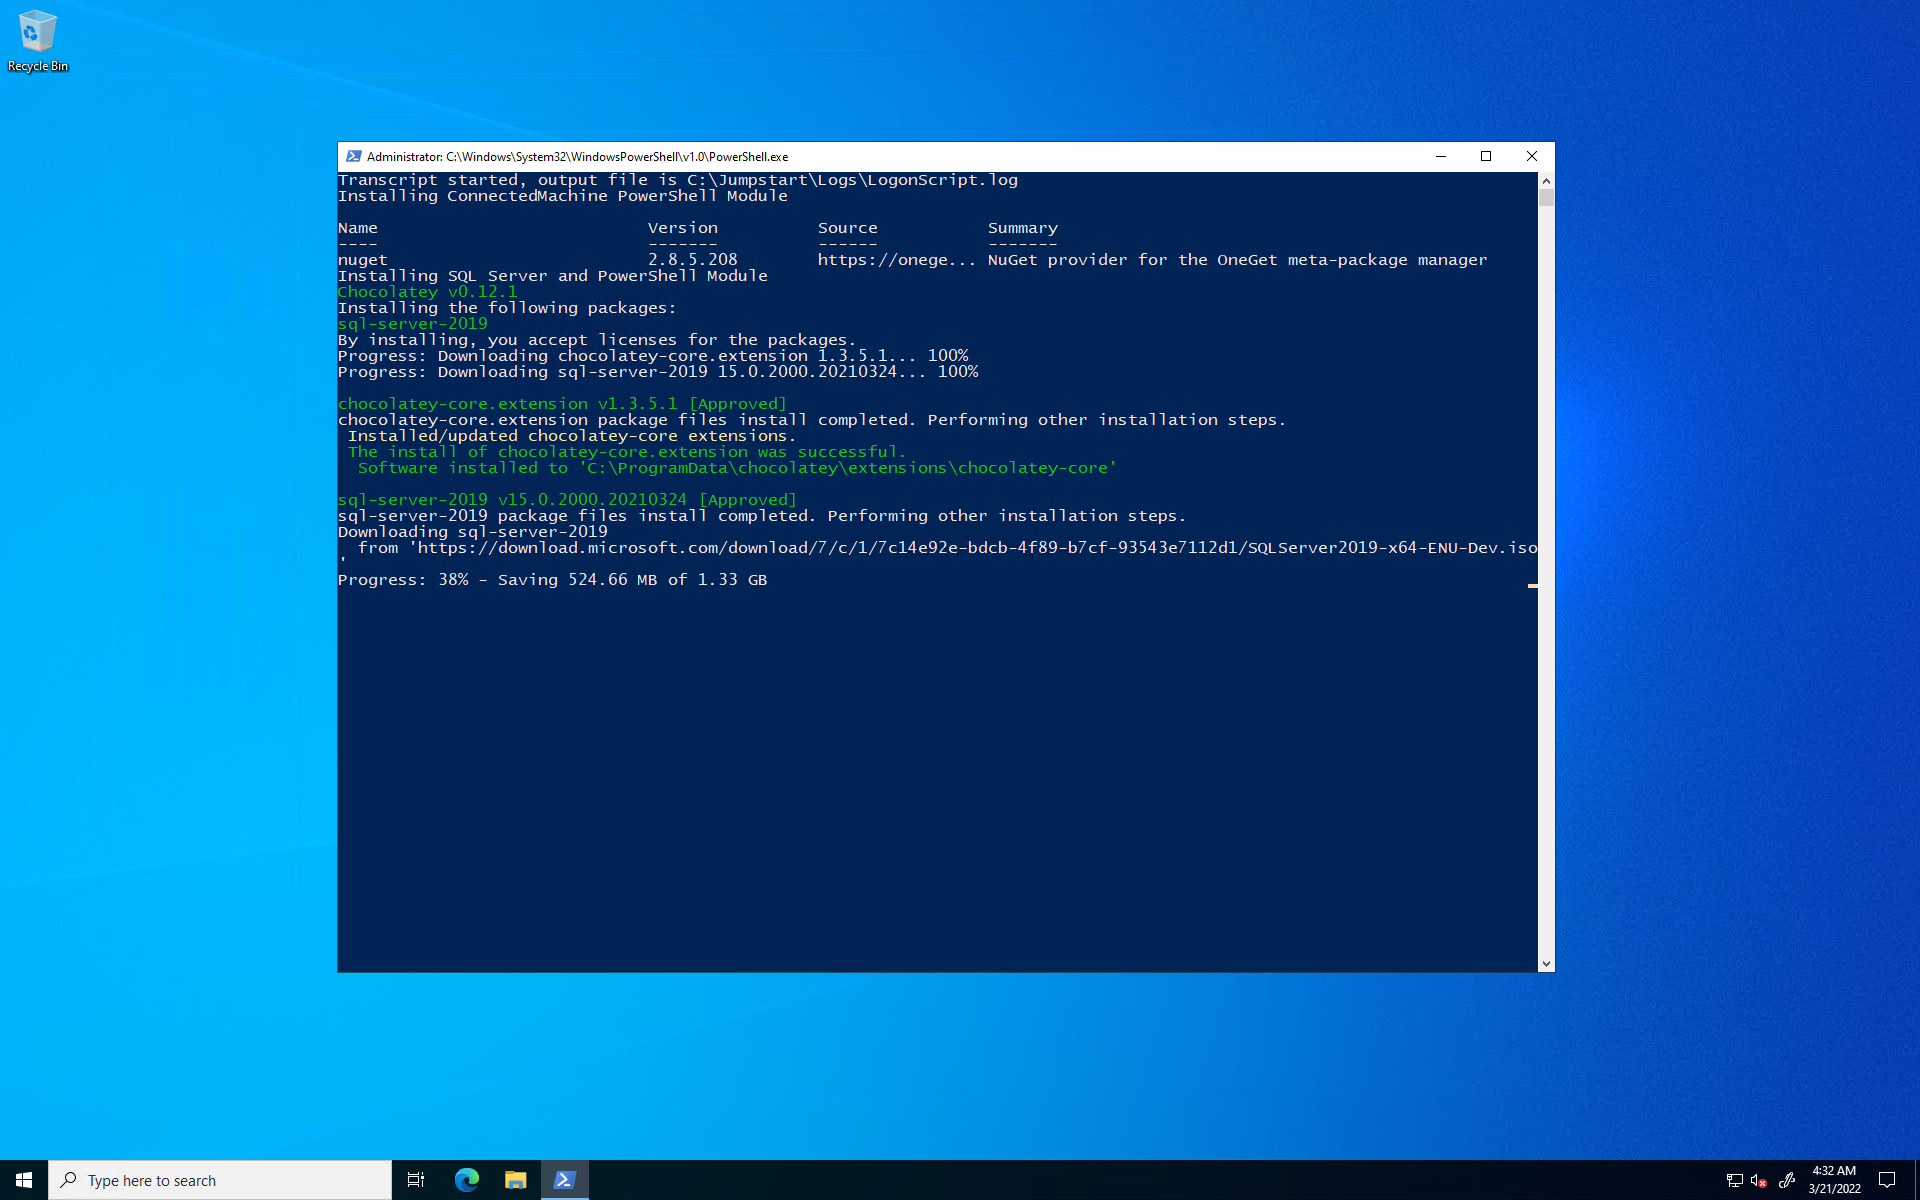 Recycle Bin
Administrator: C:\Windows\System32\WindowsPowerShell\v1.0\PowerShell.exe
Transcript started, output file is C:\Jumpstart\Logs\LogonScript.log
Installing ConnectedMachine PowerShell Module
Name Version Source Summary
---- ------- ------ -------
nuget 2.8.5.208 https://onege... NuGet provider for the OneGet meta-package manager
Installing SQL Server and PowerShell Module
Chocolatey v0.12.1
Installing the following packages:
sql-server-2019
By installing, you accept licenses for the packages.
Progress: Downloading chocolatey-core.extension 1.3.5.1... 100%
Progress: Downloading sql-server-2019 15.0.2000.20210324... 100%
chocolatey-core.extension v1.3.5.1 [Approved]
chocolatey-core.extension package files install completed. Performing other installation steps.
Installed/updated chocolatey-core extensions.
The install of chocolatey-core.extension was successful.
Software installed to 'C:\ProgramData\chocolatey\extensions\chocolatey-core'
sql-server-2019 v15.0.2000.20210324 [Approved]
sql-server-2019 package files install completed. Performing other installation steps.
Downloading sql-server-2019
from 'https://download.microsoft.com/download/7/c/1/7c14e92e-bdcb-4f89-b7cf-93543e7112d1/SQLServer2019-x64-ENU-Dev.iso
'
Progress: 38% - Saving 524.66 MB of 1.33 GB
Type here to search
4:32 AM
3/21/2022